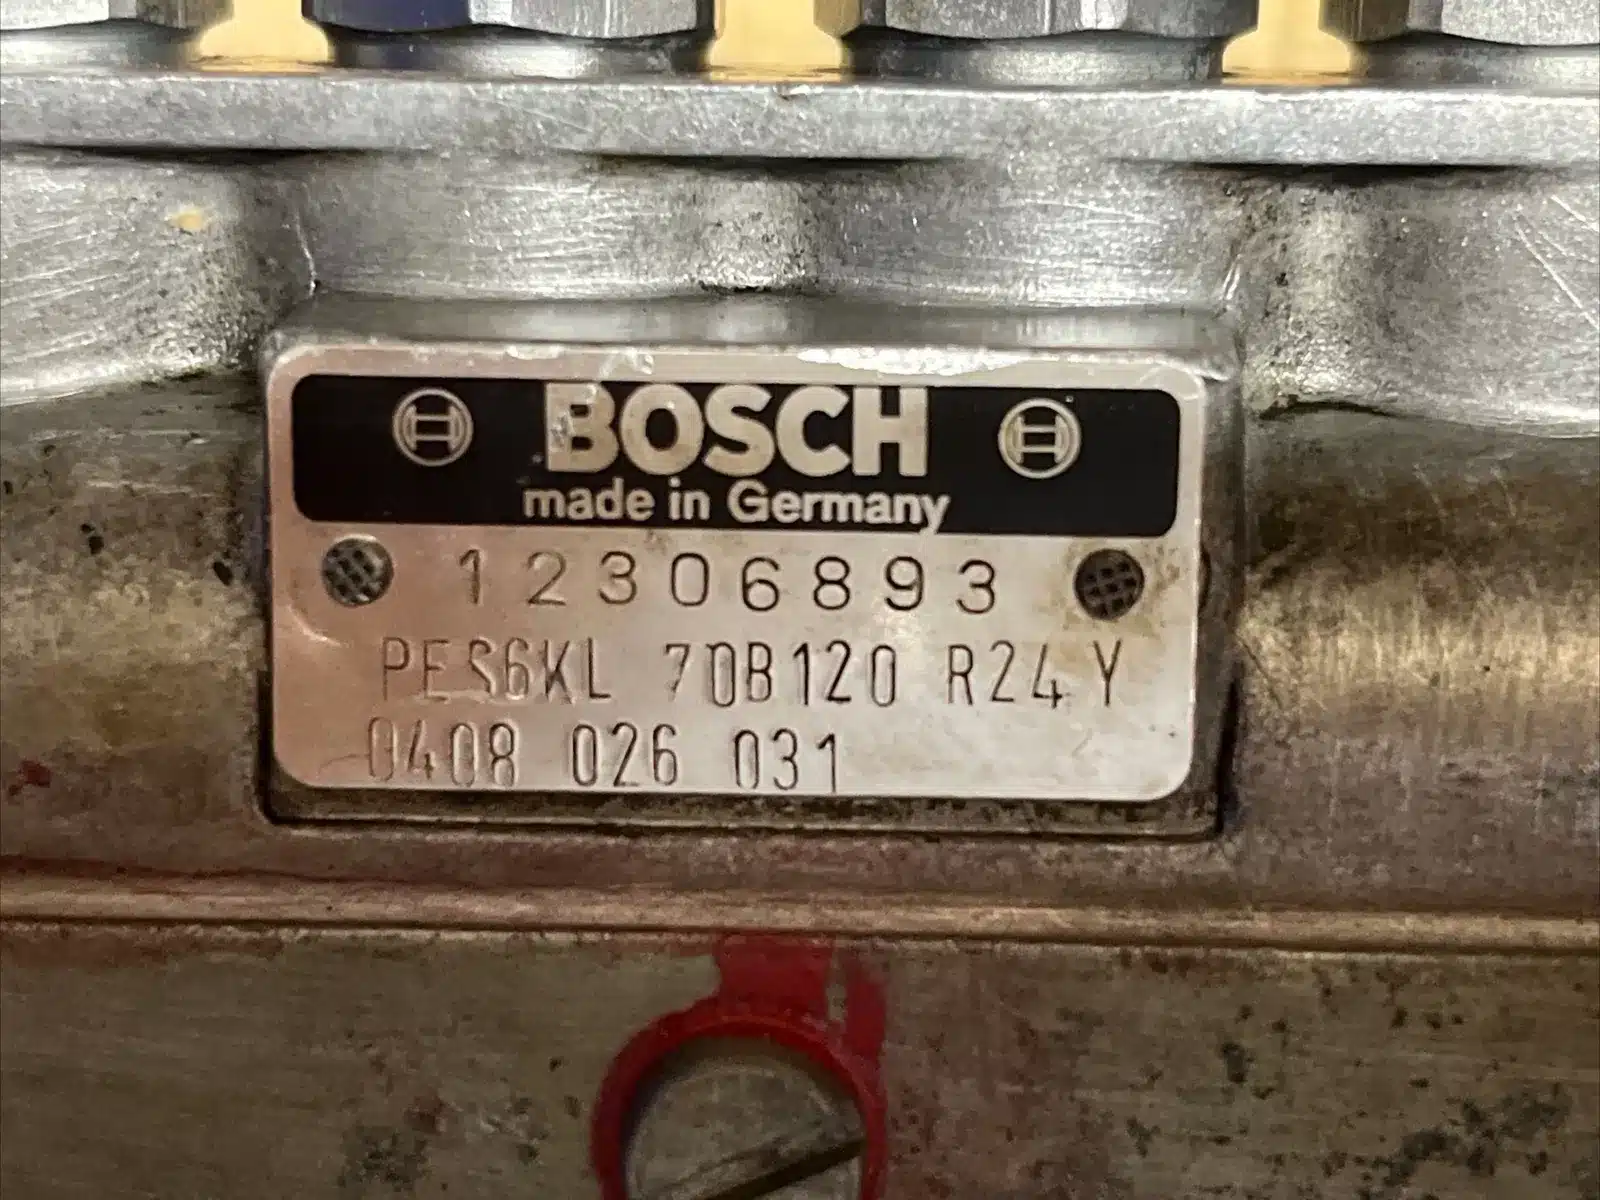 BOSCH
made in Germany
12306893
PES6KL 70B120 R24 Y
0408 026 031